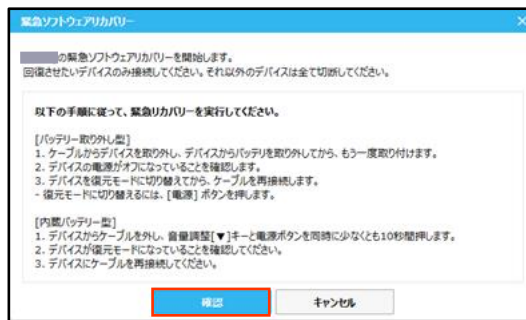 緊急ソフトウェアリカバリー
の緊急ソフトウェアリカバリーを開始します。
回復させたいデバイスのみ接続してください。それ以外のデバイスは全て切断してください。
以下の手順に従って、緊急リカバリーを実行してください。
[バッテリー取り外し型]
1. ケーブルからデバイスを取り外し、デバイスからバッテリを取り外してから、もう一度取り付けます。
2. デバイスの電源がオフになっていることを確認します。
3. デバイスを復元モードに切り替えてから、ケーブルを再接続します。
- 復元モードに切り替えるには、[電源] ボタンを押します。
[内蔵バッテリー型]
1. デバイスからケーブルを外し、音量調整[▼]キーと電源ボタンを同時に少なくとも10秒間押します。
2. デバイスが復元モードになっていることを確認してください。
3. デバイスにケーブルを再接続してください。
確認
キャンセル